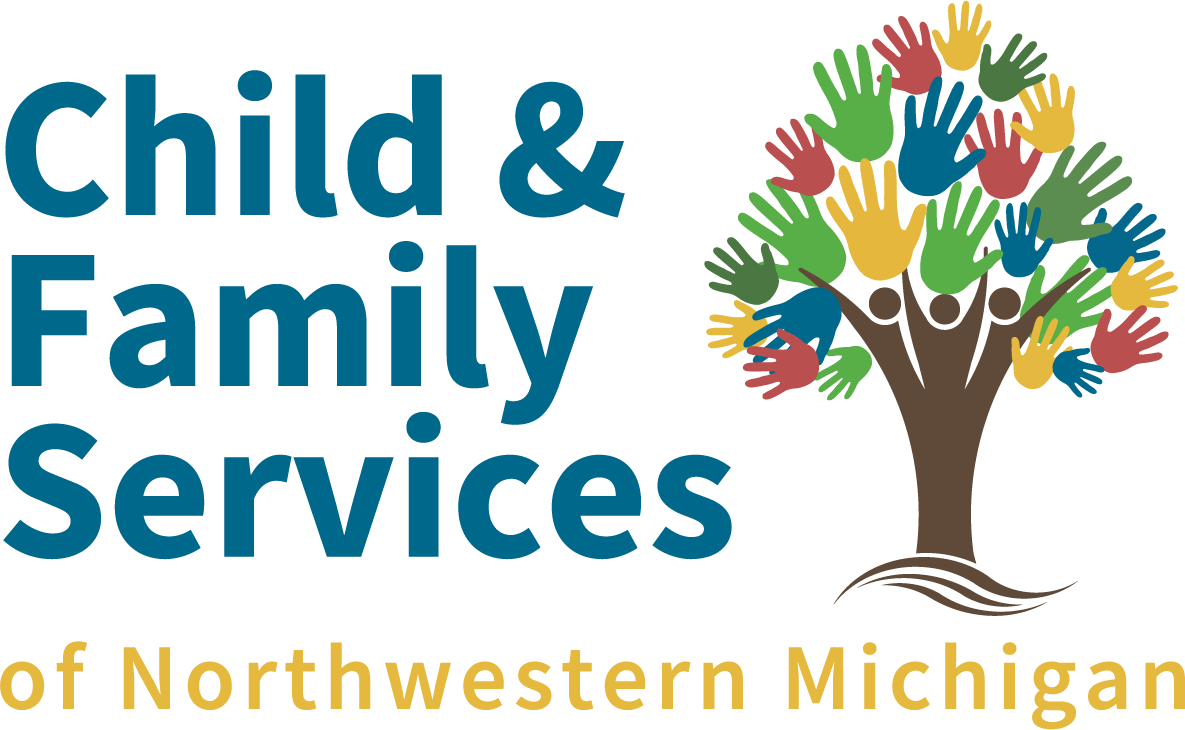 Child &
Family
Services
of Northwestern Michigan